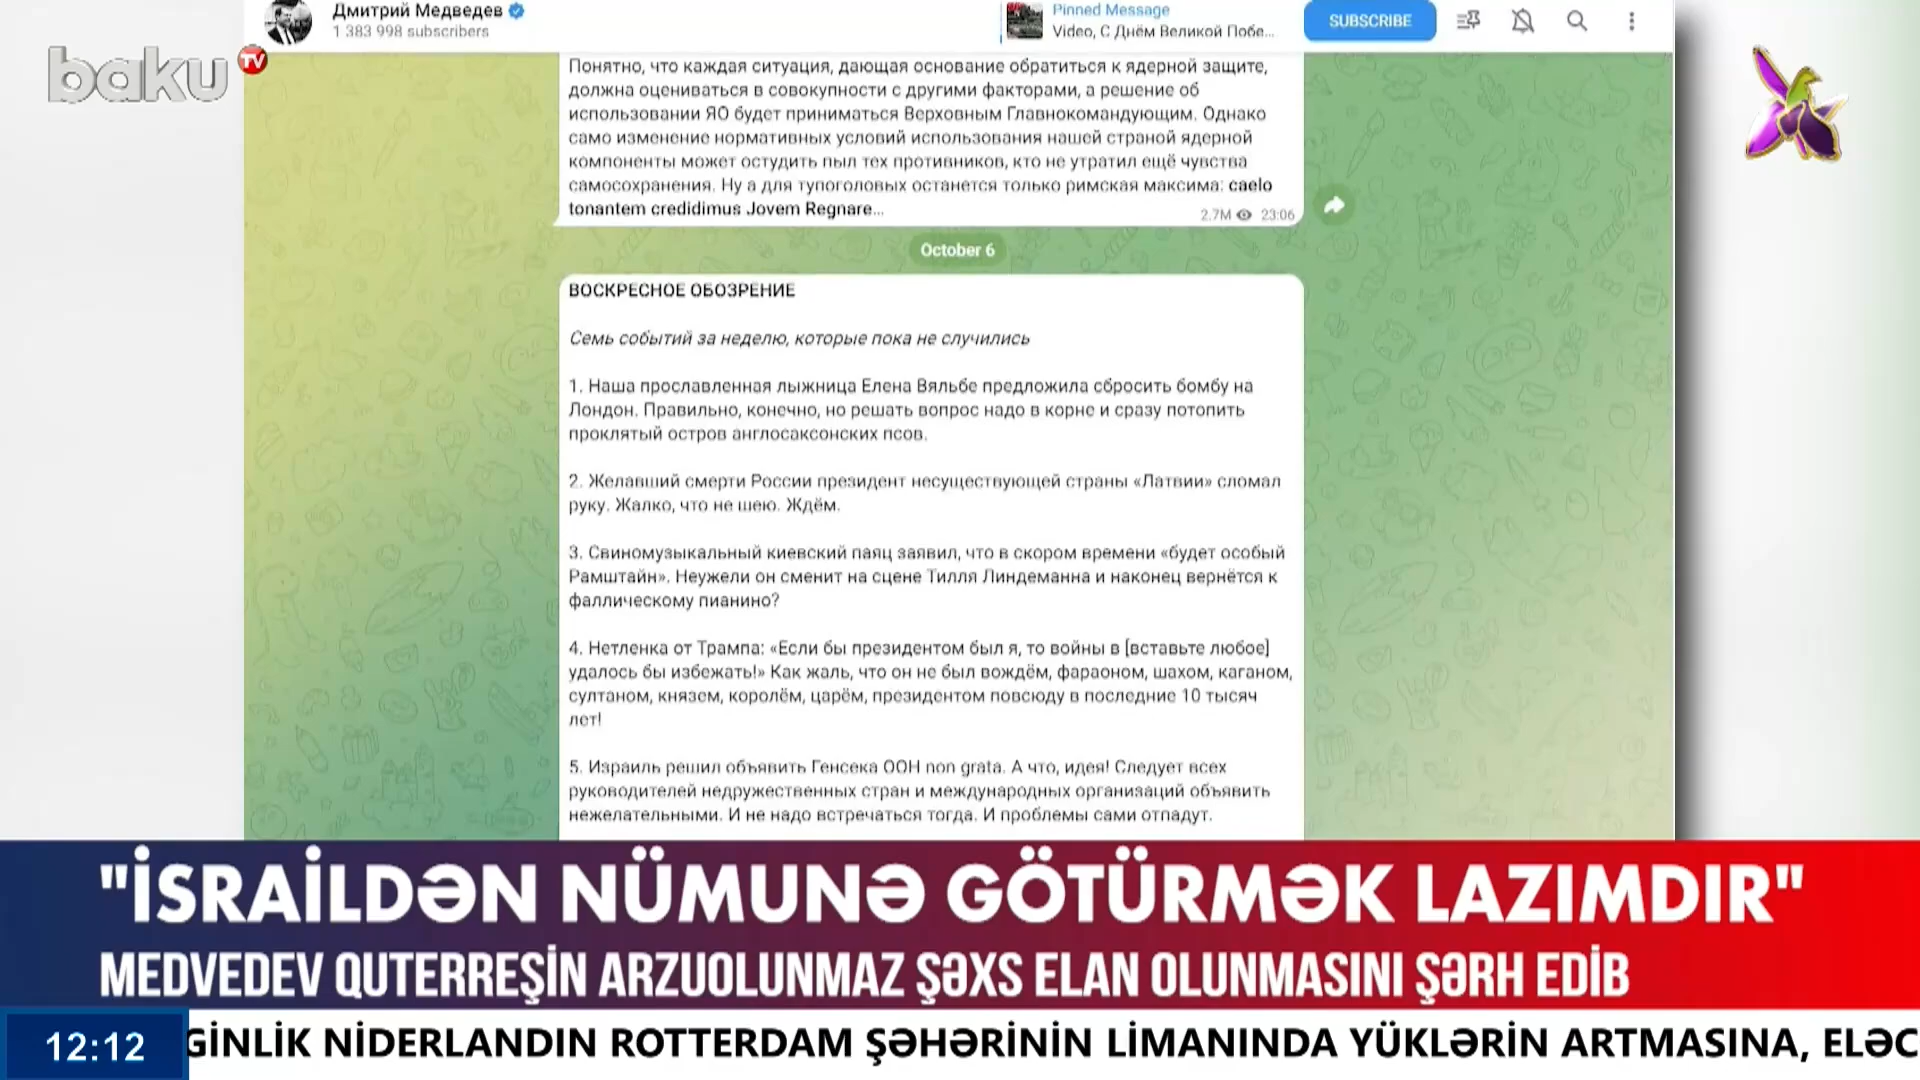 Дмитрий Медведев
1 383 998 subscribers
Pinned Message
Video, С Днём Великой Побе...
SUBSCRIBE
baku TV
Понятно, что каждая ситуация, дающая основание обратиться к ядерной защите,
должна оцениваться в совокупности с другими факторами, а решение об
использовании ЯО будет приниматься Верховным Главнокомандующим. Однако
само изменение нормативных условий использования нашей страной ядерной
компоненты может остудить пыл тех противников, кто не утратил ещё чувства
самосохранения. Ну а для тупоголовых останется только римская максима: caelo
tonantem credidimus Jovem Regnare...
2.7M 23:06
October 6
ВОСКРЕСНОЕ ОБОЗРЕНИЕ
Семь событий за неделю, которые пока не случились
1. Наша прославленная лыжница Елена Вяльбе предложила сбросить бомбу на
Лондон. Правильно, конечно, но решать вопрос надо в корне и сразу потопить
проклятый остров англосаксонских псов.
2. Желавший смерти России президент несуществующей страны «Латвии» сломал
руку. Жалко, что не шею. Ждём.
3. Свиномузыкальный киевский паяц заявил, что в скором времени «будет особый
Рамштайн». Неужели он сменит на сцене Тилля Линдеманна и наконец вернётся к
фаллическому пианино?
4. Нетленка от Трампа: «Если бы президентом был я, то войны в [вставьте любое]
удалось бы избежать!» Как жаль, что он не был вождём, фараоном, шахом, каганом,
султаном, князем, королём, царём, президентом повсюду в последние 10 тысяч
лет!
5. Израиль решил объявить Генсека ООН non grata. А что, идея! Следует всех
руководителей недружественных стран и международных организаций объявить
нежелательными. И не надо встречаться тогда. И проблемы сами отпадут.
"İSRAİLDƏN NÜMUNƏ GÖTÜRMƏK LAZIMDIR"
MEDVEDEV QUTERREŞİN ARZUOLUNMAZ ŞƏXS ELAN OLUNMASINI ŞƏRH EDİB
12:12
GİNLİK NİDERLANDIN ROTTERDAM ŞƏHƏRİNİN LİMANINDA YÜKLƏRİN ARTMASINA, ELƏC